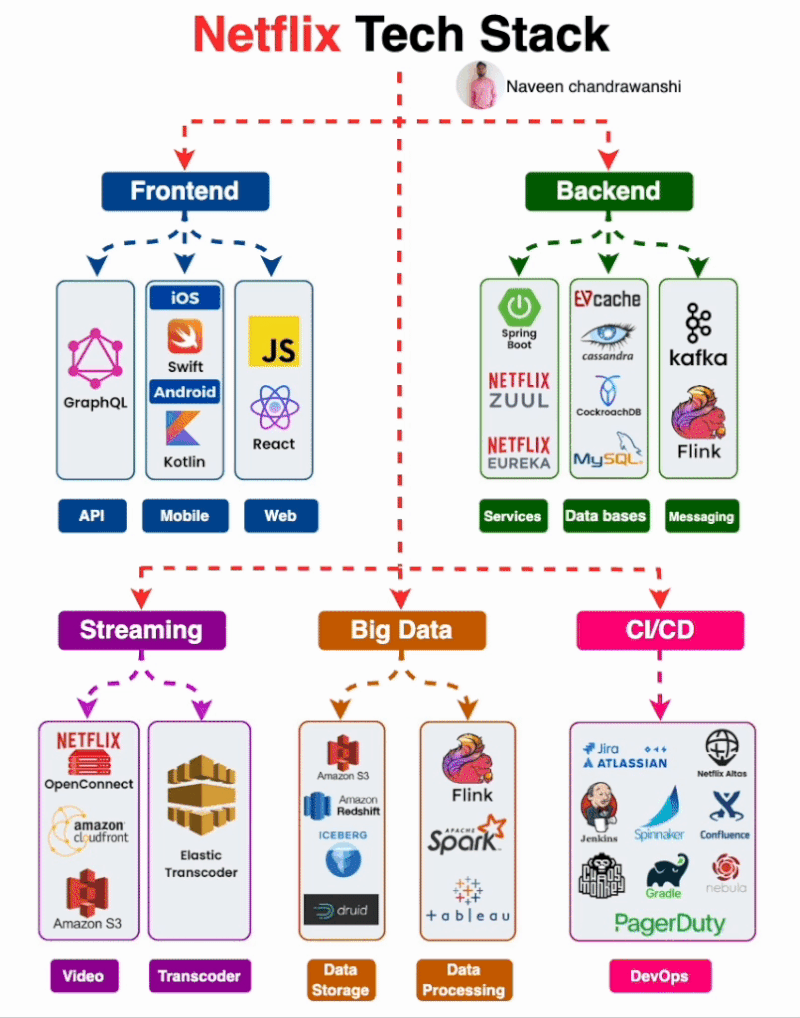 Netflix Tech Stack
Naveen chandrawanshi
Frontend
Backend
GraphQL
iOS
Swift
Android
Kotlin
JS
React
Spring
Boot
NETFLIX
ZUUL
NETFLIX
EUREKA
EVcache
cassandra
CockroachDB
MySQL
kafka
Flink
API
Mobile
Web
Services
Data bases
Messaging
Streaming
Big Data
CI/CD
NETFLIX
OpenConnect
amazon
cloudfront
Amazon S3
Elastic
Transcoder
Amazon S3
Amazon
Redshift
ICEBERG
druid
Flink
APACHE
Spark
+ableau
Jira
ATLASSIAN
Netflix Altas
Jenkins
Spinnaker
Confluence
CHAOS
MONKEY
Gradle
nebula
PagerDuty
Video
Transcoder
Data
Storage
Data
Processing
DevOps